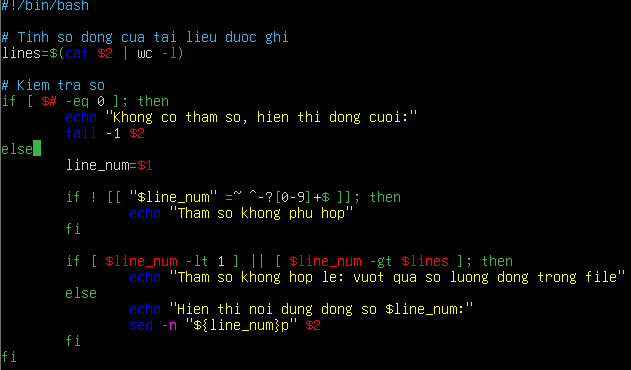 #!/bin/bash
# Tinh so dong cua tai lieu duoc ghi
lines=$(cat $2 | wc -l)
# Kiem tra so
if [ $# -eq 0 ]; then
        echo "Khong co tham so, hien thi dong cuoi:"
        tail -1 $2
else
        line_num=$1
        if ! [[ "$line_num" =~ ^-?[0-9]+$ ]]; then
                echo "Tham so khong phu hop"
        fi
        if [ $line_num -lt 1 ] || [ $line_num -gt $lines ]; then
                echo "Tham so khong hop le: vuot qua so luong dong trong file"
        else
                echo "Hien thi noi dung dong so $line_num:"
                sed -n "${line_num}p" $2
        fi
fi